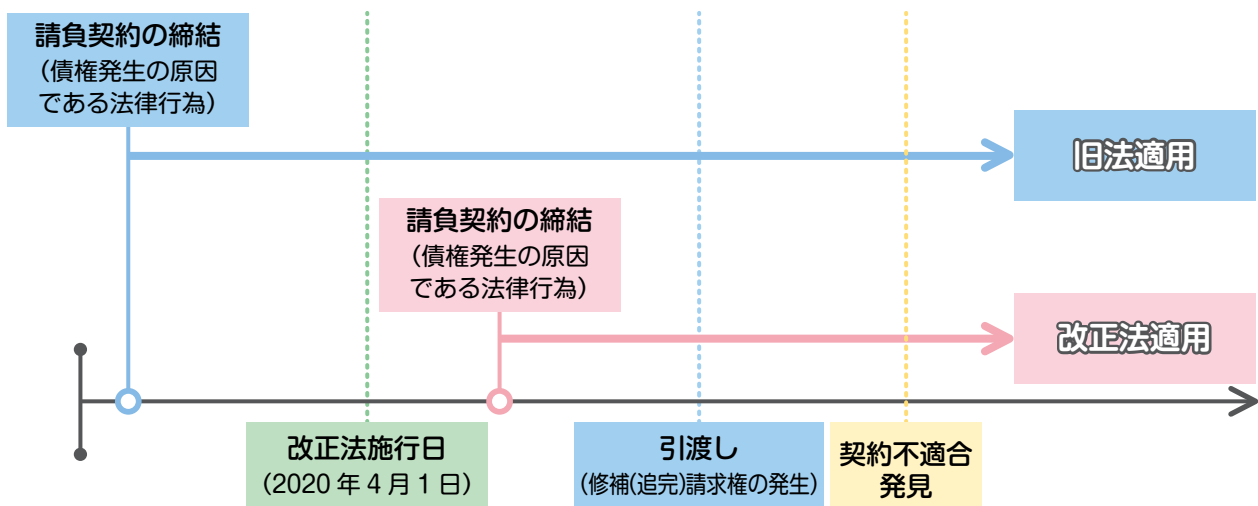 請負契約の締結
（債権発生の原因
である法律行為）
旧法適用
請負契約の締結
（債権発生の原因
である法律行為）
改正法適用
改正法施行日
（2020年4月1日）
引渡し
（修補(追完)請求権の発生）
契約不適合
発見